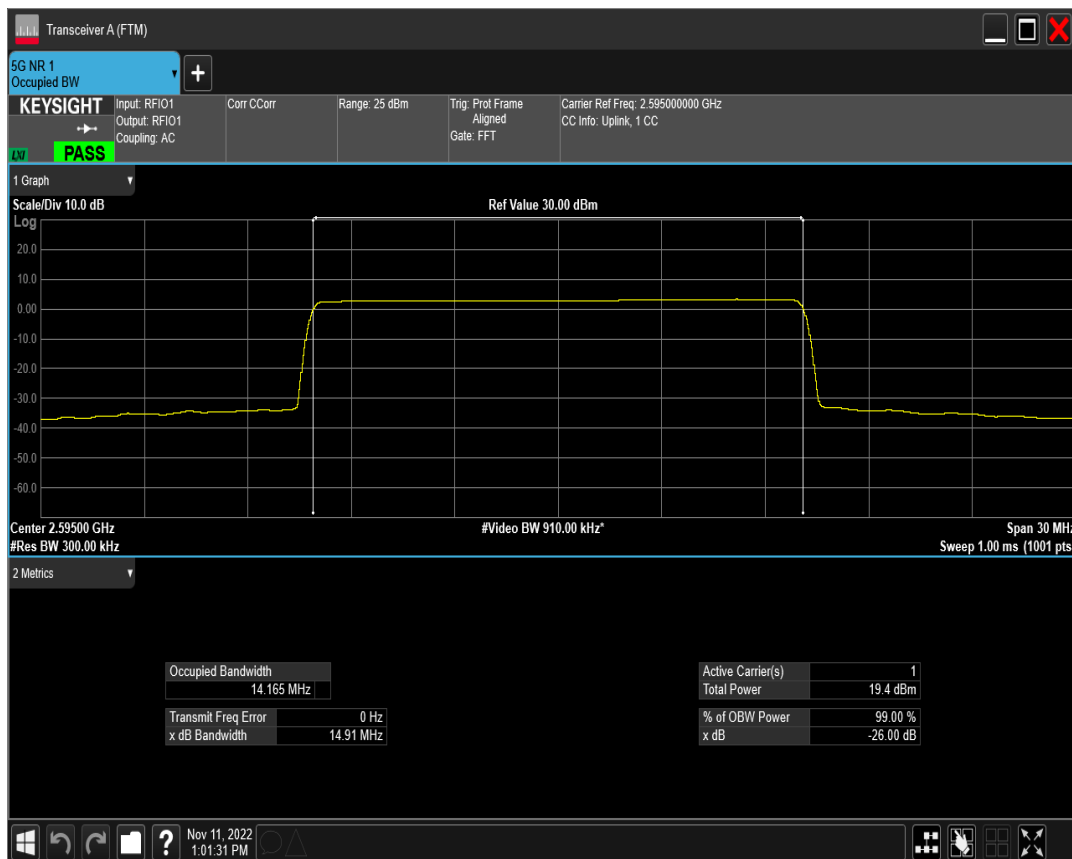 Transceiver A (FTM)
5G NR 1
Occupied BW
+
KEYSIGHT
LXI
PASS
Input: RFIO1
Output: RFIO1
Coupling: AC
Corr CCorr
Range: 25 dBm
Trig: Prot Frame
Aligned
Gate: FFT
Carrier Ref Freq: 2.595000000 GHz
CC Info: Uplink, 1 CC
1 Graph
Scale/Div 10.0 dB
Ref Value 30.00 dBm
Log
20.0
10.0
0.00
-10.0
-20.0
-30.0
-40.0
-50.0
-60.0
Center 2.59500 GHz
#Video BW 910.00 kHz*
Span 30 MHz
#Res BW 300.00 kHz
Sweep 1.00 ms (1001 pts
2 Metrics
Occupied Bandwidth
14.165 MHz
Transmit Freq Error 0 Hz
x dB Bandwidth 14.91 MHz
Active Carrier(s) 1
Total Power 19.4 dBm
% of OBW Power 99.00 %
x dB -26.00 dB
?
Nov 11, 2022
1:01:31 PM